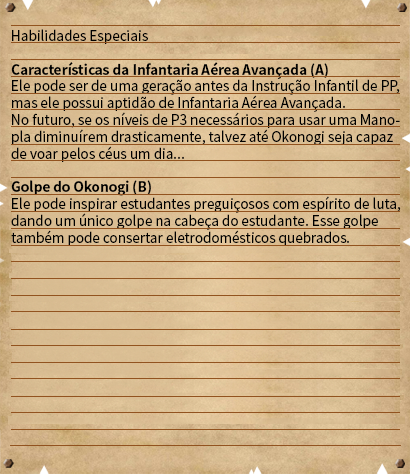 Habilidades Especiais
Características da Infantaria Aérea Avançada (A)
Ele pode ser de uma geração antes da Instrução Infantil de PP,
mas ele possui aptidão de Infantaria Aérea Avançada.
No futuro, se os níveis de P3 necessários para usar uma Mano-
pla diminuírem drasticamente, talvez até Okonogi seja capaz
de voar pelos céus um dia...
Golpe do Okonogi (B)
Ele pode inspirar estudantes preguiçosos com espírito de luta,
dando um único golpe na cabeça do estudante. Esse golpe
também pode consertar eletrodomésticos quebrados.